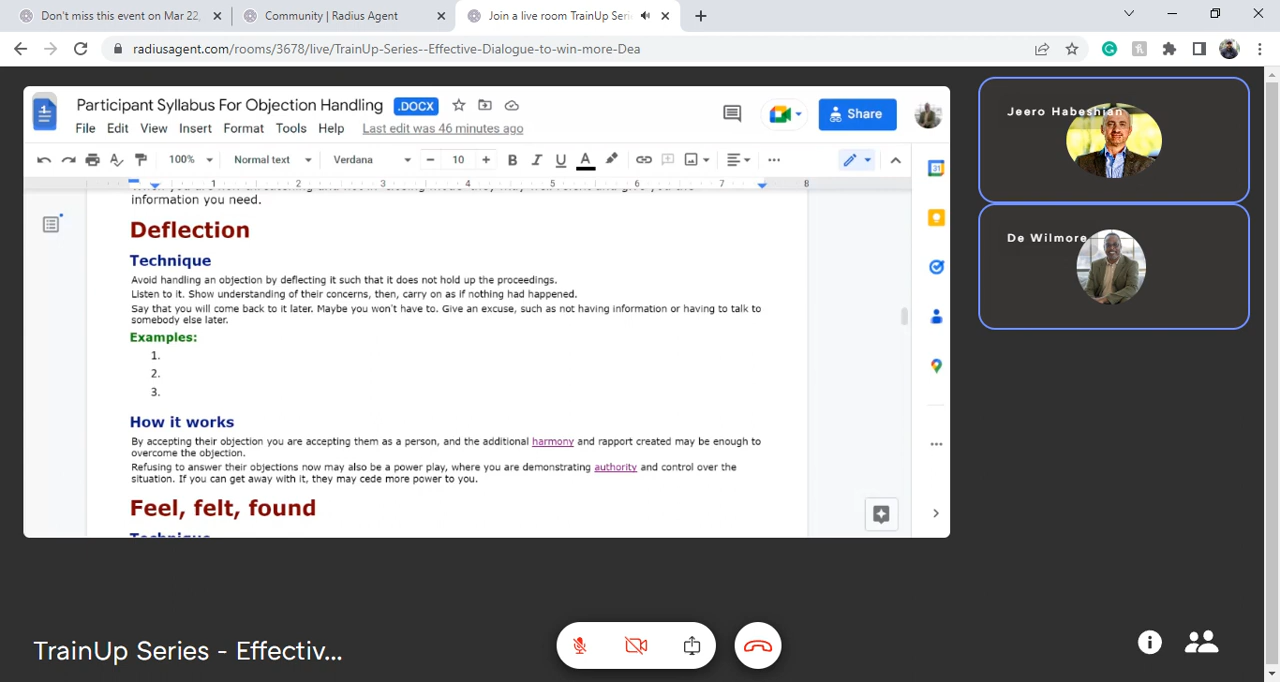 Don't miss this event on Mar 22,
Community | Radius Agent
Join a live room TrainUp Seri
radiusagent.com/rooms/3678/live/TrainUp-Series--Effective-Dialogue-to-win-more-Dea
Participant Syllabus For Objection Handling .DOCX
File Edit View Insert Format Tools Help Last edit was 46 minutes ago
Share
100% Normal text Verdana 10 B I U A
1 2 3 4 5 6 7 8
information you need.
Deflection
Technique
Avoid handling an objection by deflecting it such that it does not hold up the proceedings.
Listen to it. Show understanding of their concerns, then, carry on as if nothing had happened.
Say that you will come back to it later. Maybe you won't have to. Give an excuse, such as not having information or having to talk to
somebody else later.
Examples:
1.
2.
3.
How it works
By accepting their objection you are accepting them as a person, and the additional harmony and rapport created may be enough to
overcome the objection.
Refusing to answer their objections now may also be a power play, where you are demonstrating authority and control over the
situation. If you can get away with it, they may cede more power to you.
Feel, felt, found
Technique
Jeero Habeshian
De Wilmore
TrainUp Series - Effectiv...